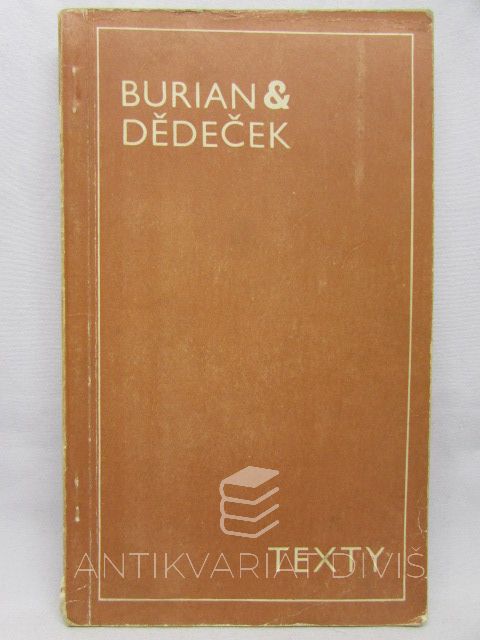 BURIAN &
DĚDEČEK
TEXTY
ANTIKVARIÁT DIVIŠ